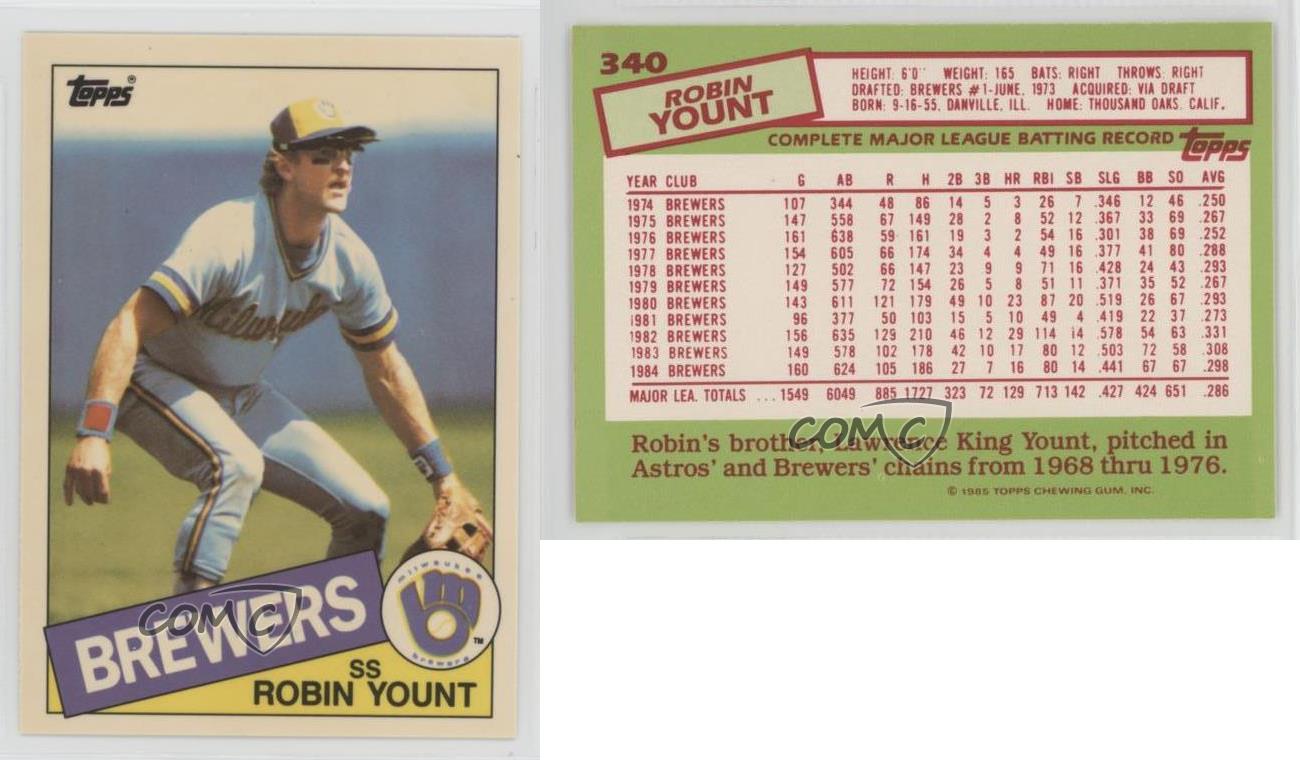 Topps®
Milwaukee
milwaukee
brewers
TM
BREWERS
SS
ROBIN YOUNT
COMC
340
ROBIN
YOUNT
HEIGHT: 6'0" WEIGHT: 165 BATS: RIGHT THROWS: RIGHT
DRAFTED: BREWERS #1-JUNE, 1973 ACQUIRED: VIA DRAFT
BORN: 9-16-55, DANVILLE, ILL. HOME: THOUSAND OAKS, CALIF.
COMPLETE MAJOR LEAGUE BATTING RECORD Topps
YEAR CLUB G AB R H 2B 3B HR RBI SB SLG BB SO AVG
1974 BREWERS 107 344 48 86 14 5 3 26 7 .346 12 46 .250
1975 BREWERS 147 558 67 149 28 2 8 52 12 .367 33 69 .267
1976 BREWERS 161 638 59 161 19 3 2 54 16 .301 38 69 .252
1977 BREWERS 154 605 66 174 34 4 4 49 16 .377 41 80 .288
1978 BREWERS 127 502 66 147 23 9 9 71 16 .428 24 43 .293
1979 BREWERS 149 577 72 154 26 5 8 51 11 .371 35 52 .267
1980 BREWERS 143 611 121 179 49 10 23 87 20 .519 26 67 .293
1981 BREWERS 96 377 50 103 15 5 10 49 4 .419 22 37 .273
1982 BREWERS 156 635 129 210 46 12 29 114 14 .578 54 63 .331
1983 BREWERS 149 578 102 178 42 10 17 80 12 .503 72 58 .308
1984 BREWERS 160 624 105 186 27 7 16 80 14 .441 67 67 .298
MAJOR LEA. TOTALS ... 1549 6049 885 1727 323 72 129 713 142 .427 424 651 .286
COMC
Robin's brother, Lawrence King Yount, pitched in
Astros' and Brewers' chains from 1968 thru 1976.
© 1985 TOPPS CHEWING GUM, INC.